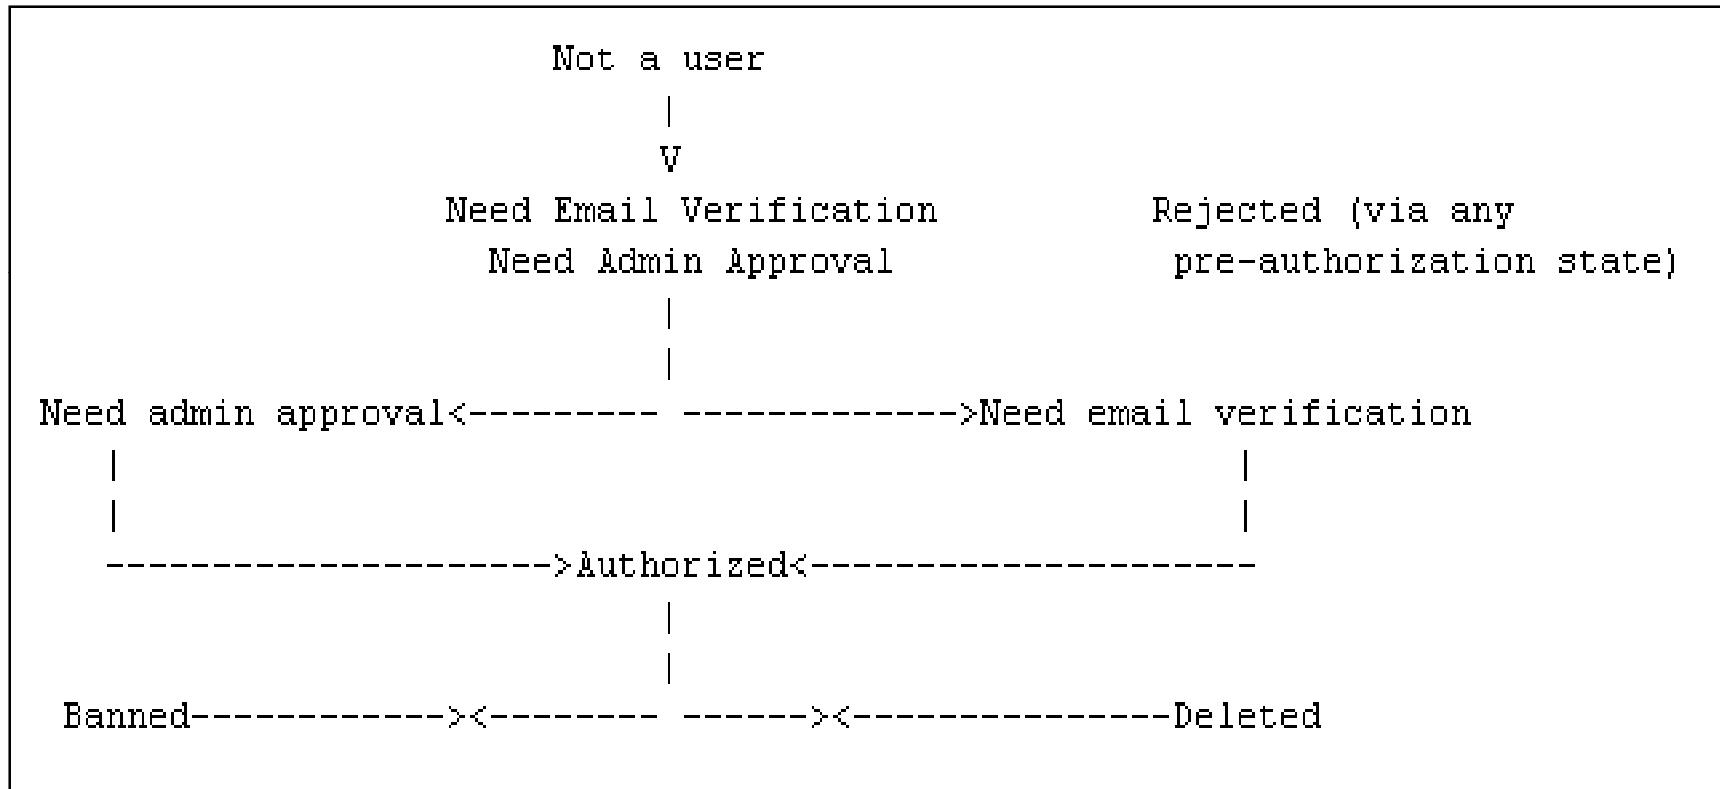 Not a user
|
V
Need Email Verification Rejected (via any
Need Admin Approval pre-authorization state)
|
|
Need admin approval<--------- ------------->Need email verification
| |
| |
--------------------->Authorized<---------------------
|
|
Banned------------><-------- ------><---------------Deleted